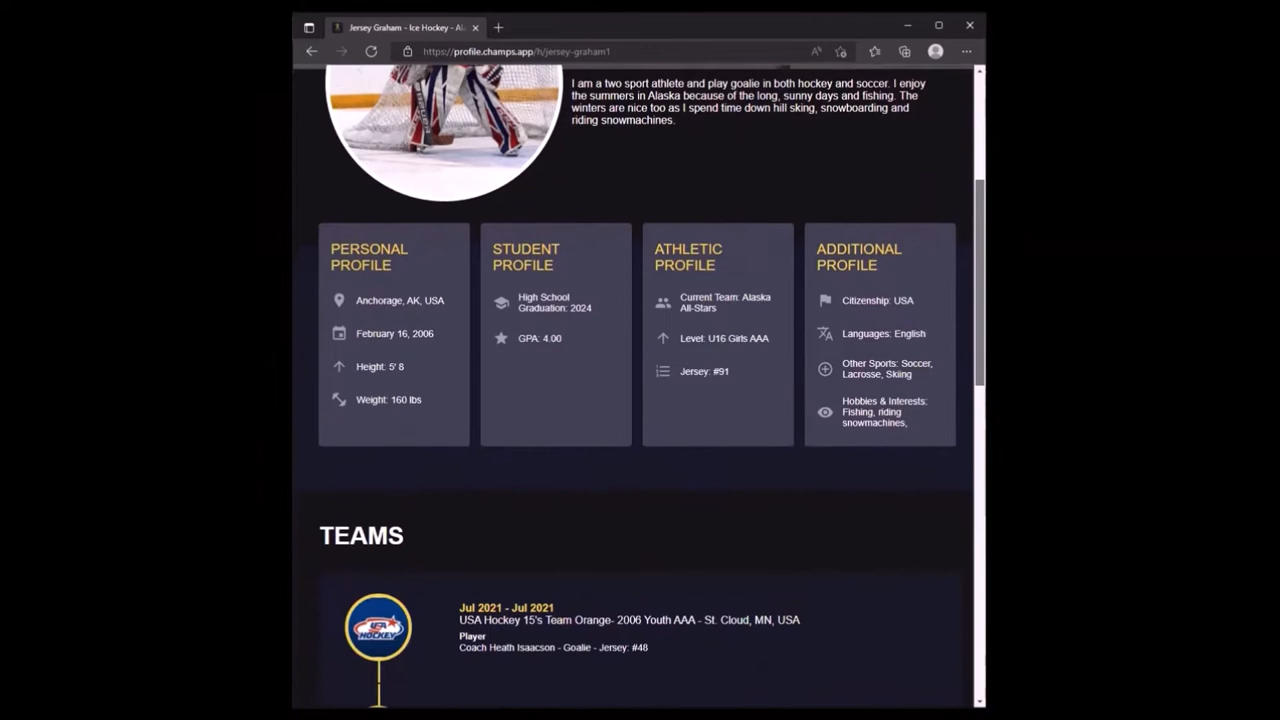 Jersey Graham - Ice Hockey - Al
https://profile.champs.app/h/jersey-graham1
I am a two sport athlete and play goalie in both hockey and soccer. I enjoy
the summers in Alaska because of the long, sunny days and fishing. The
winters are nice too as I spend time down hill sking, snowboarding and
riding snowmachines.
PERSONAL
PROFILE
Anchorage, AK, USA
February 16, 2006
Height: 5' 8
Weight: 160 lbs
STUDENT
PROFILE
High School
Graduation: 2024
GPA: 4.00
ATHLETIC
PROFILE
Current Team: Alaska
All-Stars
Level: U16 Girls AAA
Jersey: #91
ADDITIONAL
PROFILE
Citizenship: USA
Languages: English
Other Sports: Soccer,
Lacrosse, Skiing
Hobbies & Interests:
Fishing, riding
snowmachines,
TEAMS
USA
HOCKEY
Jul 2021 - Jul 2021
USA Hockey 15's Team Orange- 2006 Youth AAA - St. Cloud, MN, USA
Player
Coach Heath Isaacson - Goalie - Jersey: #48